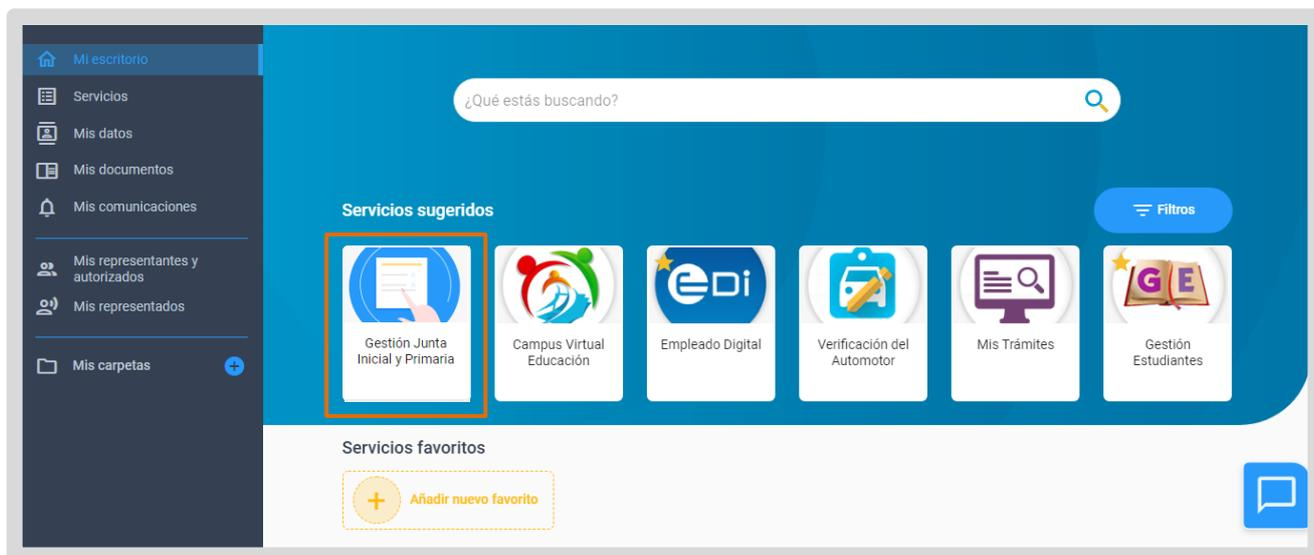 Mi escritorio
Servicios
Mis datos
Mis documentos
Mis comunicaciones
Mis representantes y
autorizados
Mis representados
Mis carpetas
¿Qué estás buscando?
Servicios sugeridos
Filtros
Gestión Junta
Inicial y Primaria
Campus Virtual
Educación
eDi
Empleado Digital
Verificación del
Automotor
Mis Trámites
GE
Gestión
Estudiantes
Servicios favoritos
Añadir nuevo favorito